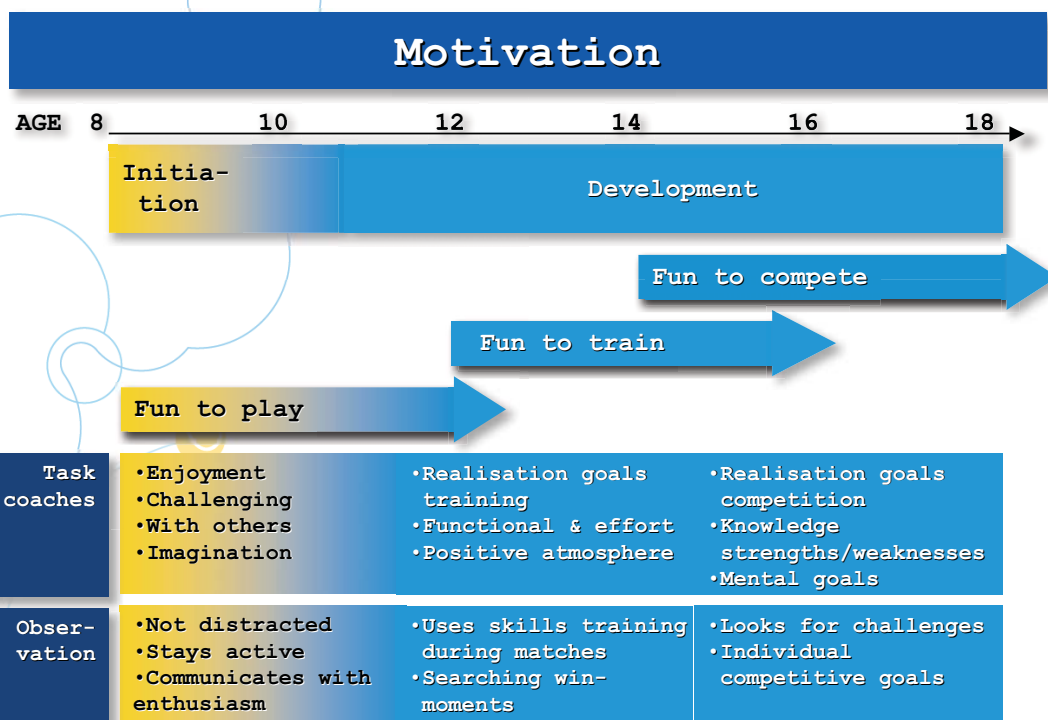 Motivation
AGE 8 10 12 14 16 18
Initia-
tion
Development
Fun to compete
Fun to train
Fun to play
Task
coaches
•Enjoyment
•Challenging
•With others
•Imagination
•Realisation goals
training
•Functional & effort
•Positive atmosphere
•Realisation goals
competition
•Knowledge
strengths/weaknesses
•Mental goals
Obser-
vation
•Not distracted
•Stays active
•Communicates with
enthusiasm
•Uses skills training
during matches
•Searching win-
moments
•Looks for challenges
•Individual
competitive goals